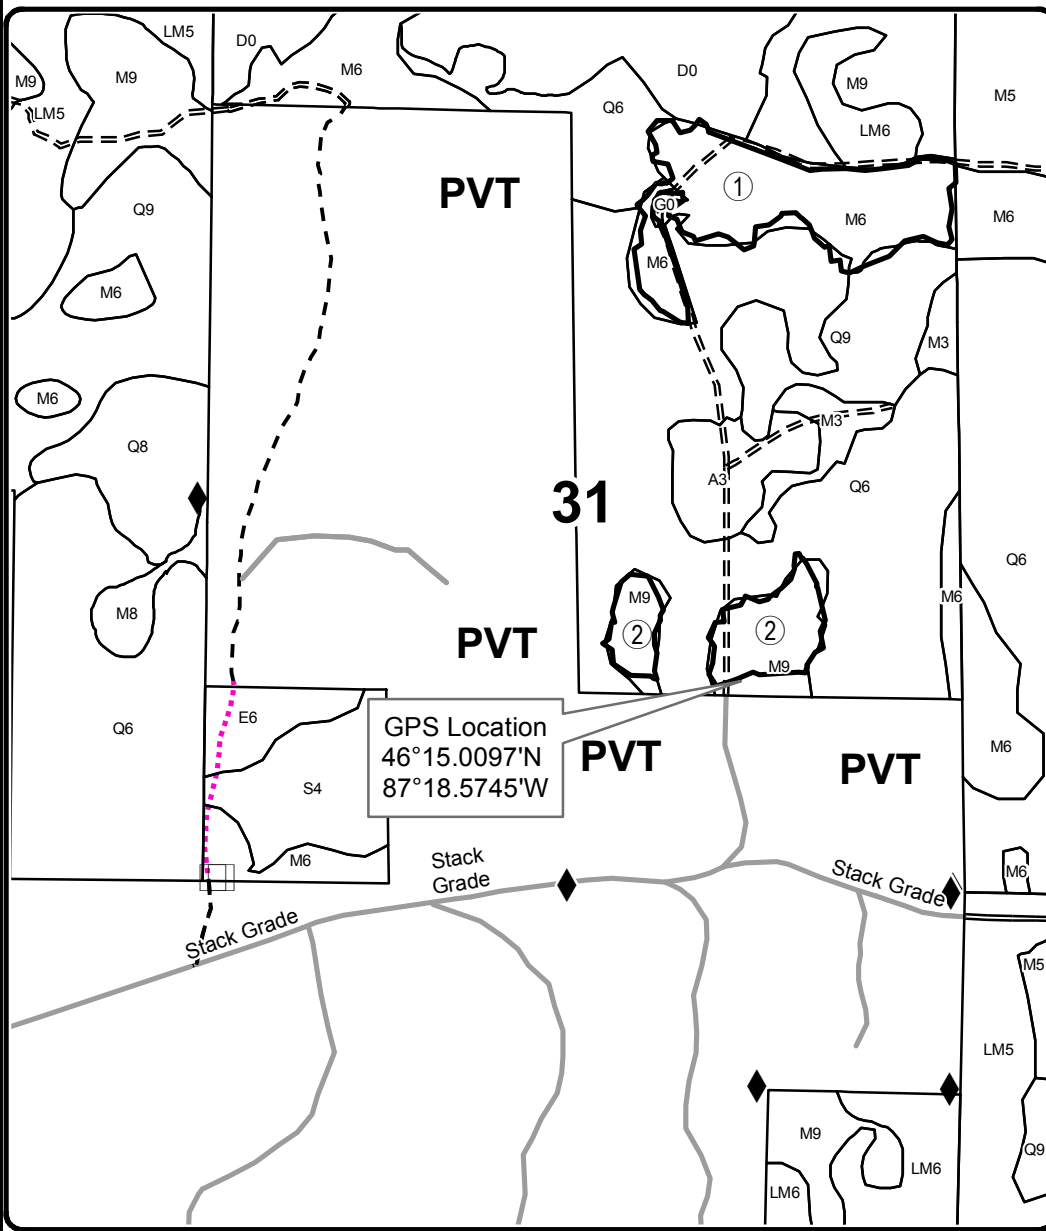 LM5
D0
M6
M9
M9
LM5
D0
M9
M5
Q6
LM6
PVT
1
G0
Q9
M6
M6
M6
M6
Q9
M3
M6
M3
Q8
A3
Q6
31
Q6
M9
M6
M8
2
2
PVT
M9
E6
GPS Location
46°15.0097'N
87°18.5745'W
Q6
PVT
PVT
M6
S4
M6
Stack
Grade
Stack Grade
M6
Stack Grade
M5
LM5
M9
Q9
LM6
LM6